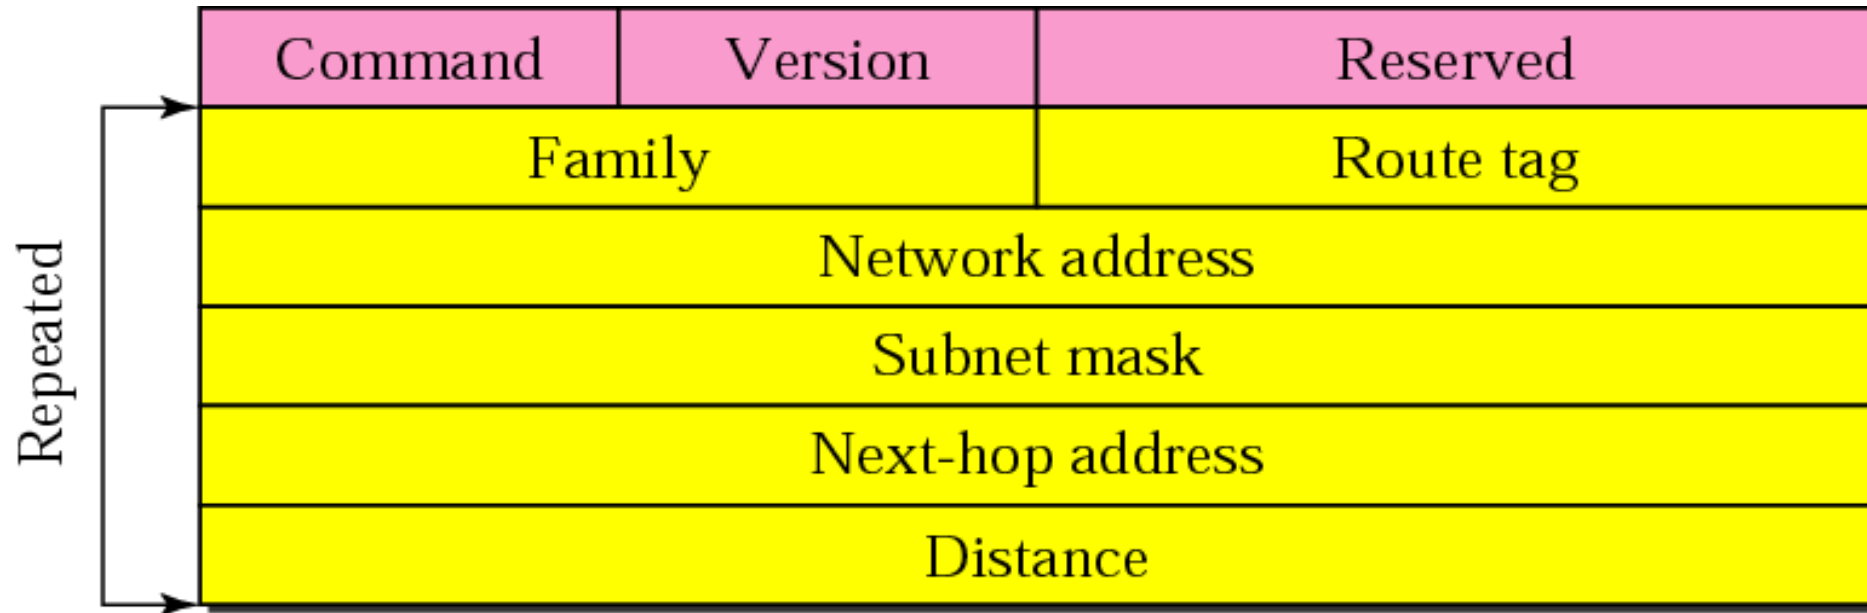 Command Version Reserved
Family Route tag
Network address
Subnet mask
Next-hop address
Distance
Repeated